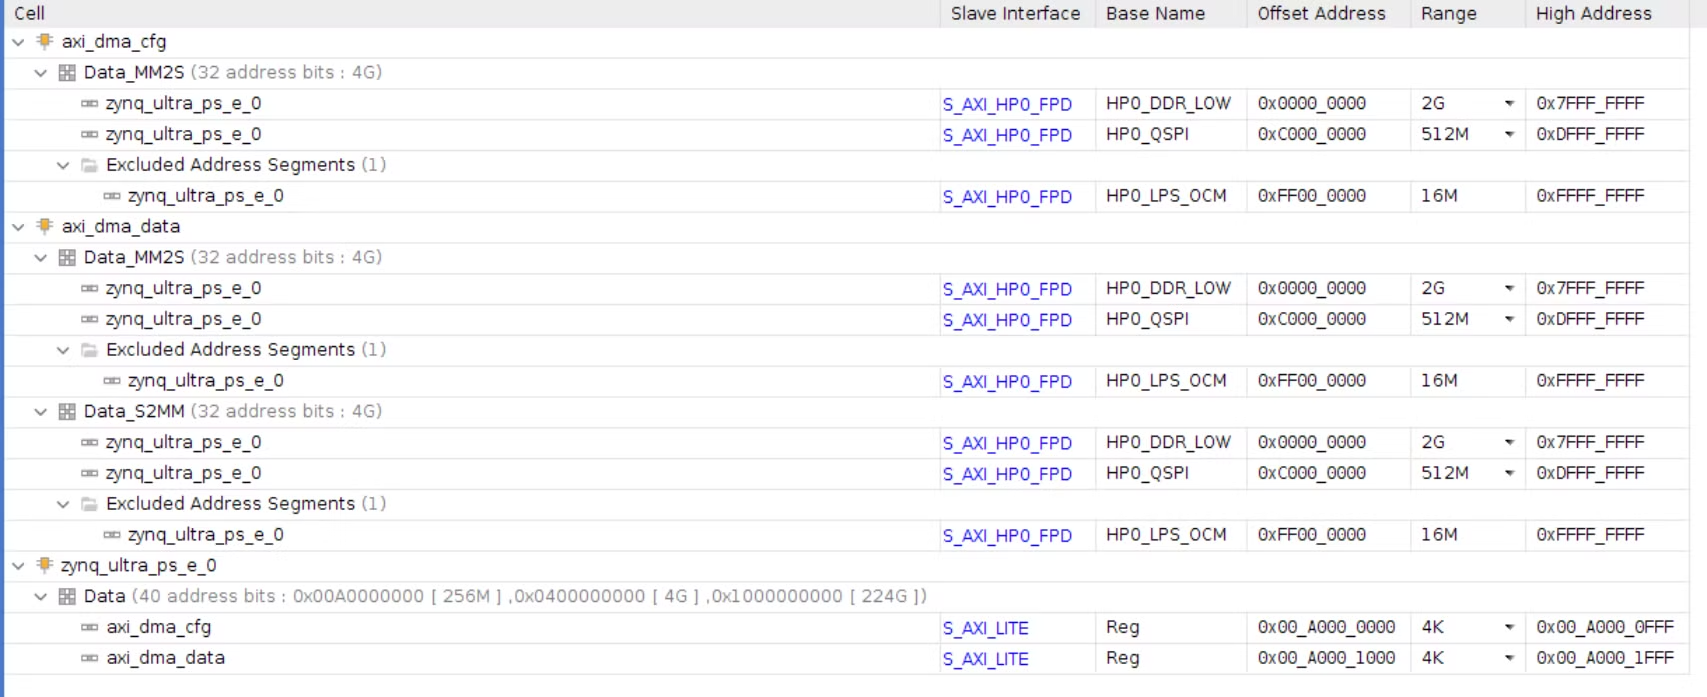 Cell Slave Interface Base Name Offset Address Range High Address
axi_dma_cfg
Data_MM2S (32 address bits : 4G)
zynq_ultra_ps_e_0 S_AXI_HP0_FPD HP0_DDR_LOW 0x0000_0000 2G 0x7FFF_FFFF
zynq_ultra_ps_e_0 S_AXI_HP0_FPD HP0_QSPI 0xC000_0000 512M 0xDFFF_FFFF
Excluded Address Segments (1)
zynq_ultra_ps_e_0 S_AXI_HP0_FPD HP0_LPS_OCM 0xFF00_0000 16M 0xFFFF_FFFF
axi_dma_data
Data_MM2S (32 address bits : 4G)
zynq_ultra_ps_e_0 S_AXI_HP0_FPD HP0_DDR_LOW 0x0000_0000 2G 0x7FFF_FFFF
zynq_ultra_ps_e_0 S_AXI_HP0_FPD HP0_QSPI 0xC000_0000 512M 0xDFFF_FFFF
Excluded Address Segments (1)
zynq_ultra_ps_e_0 S_AXI_HP0_FPD HP0_LPS_OCM 0xFF00_0000 16M 0xFFFF_FFFF
Data_S2MM (32 address bits : 4G)
zynq_ultra_ps_e_0 S_AXI_HP0_FPD HP0_DDR_LOW 0x0000_0000 2G 0x7FFF_FFFF
zynq_ultra_ps_e_0 S_AXI_HP0_FPD HP0_QSPI 0xC000_0000 512M 0xDFFF_FFFF
Excluded Address Segments (1)
zynq_ultra_ps_e_0 S_AXI_HP0_FPD HP0_LPS_OCM 0xFF00_0000 16M 0xFFFF_FFFF
zynq_ultra_ps_e_0
Data (40 address bits : 0x00A0000000 [ 256M ] ,0x0400000000 [ 4G ] ,0x1000000000 [ 224G ])
axi_dma_cfg S_AXI_LITE Reg 0x00_A000_0000 4K 0x00_A000_0FFF
axi_dma_data S_AXI_LITE Reg 0x00_A000_1000 4K 0x00_A000_1FFF